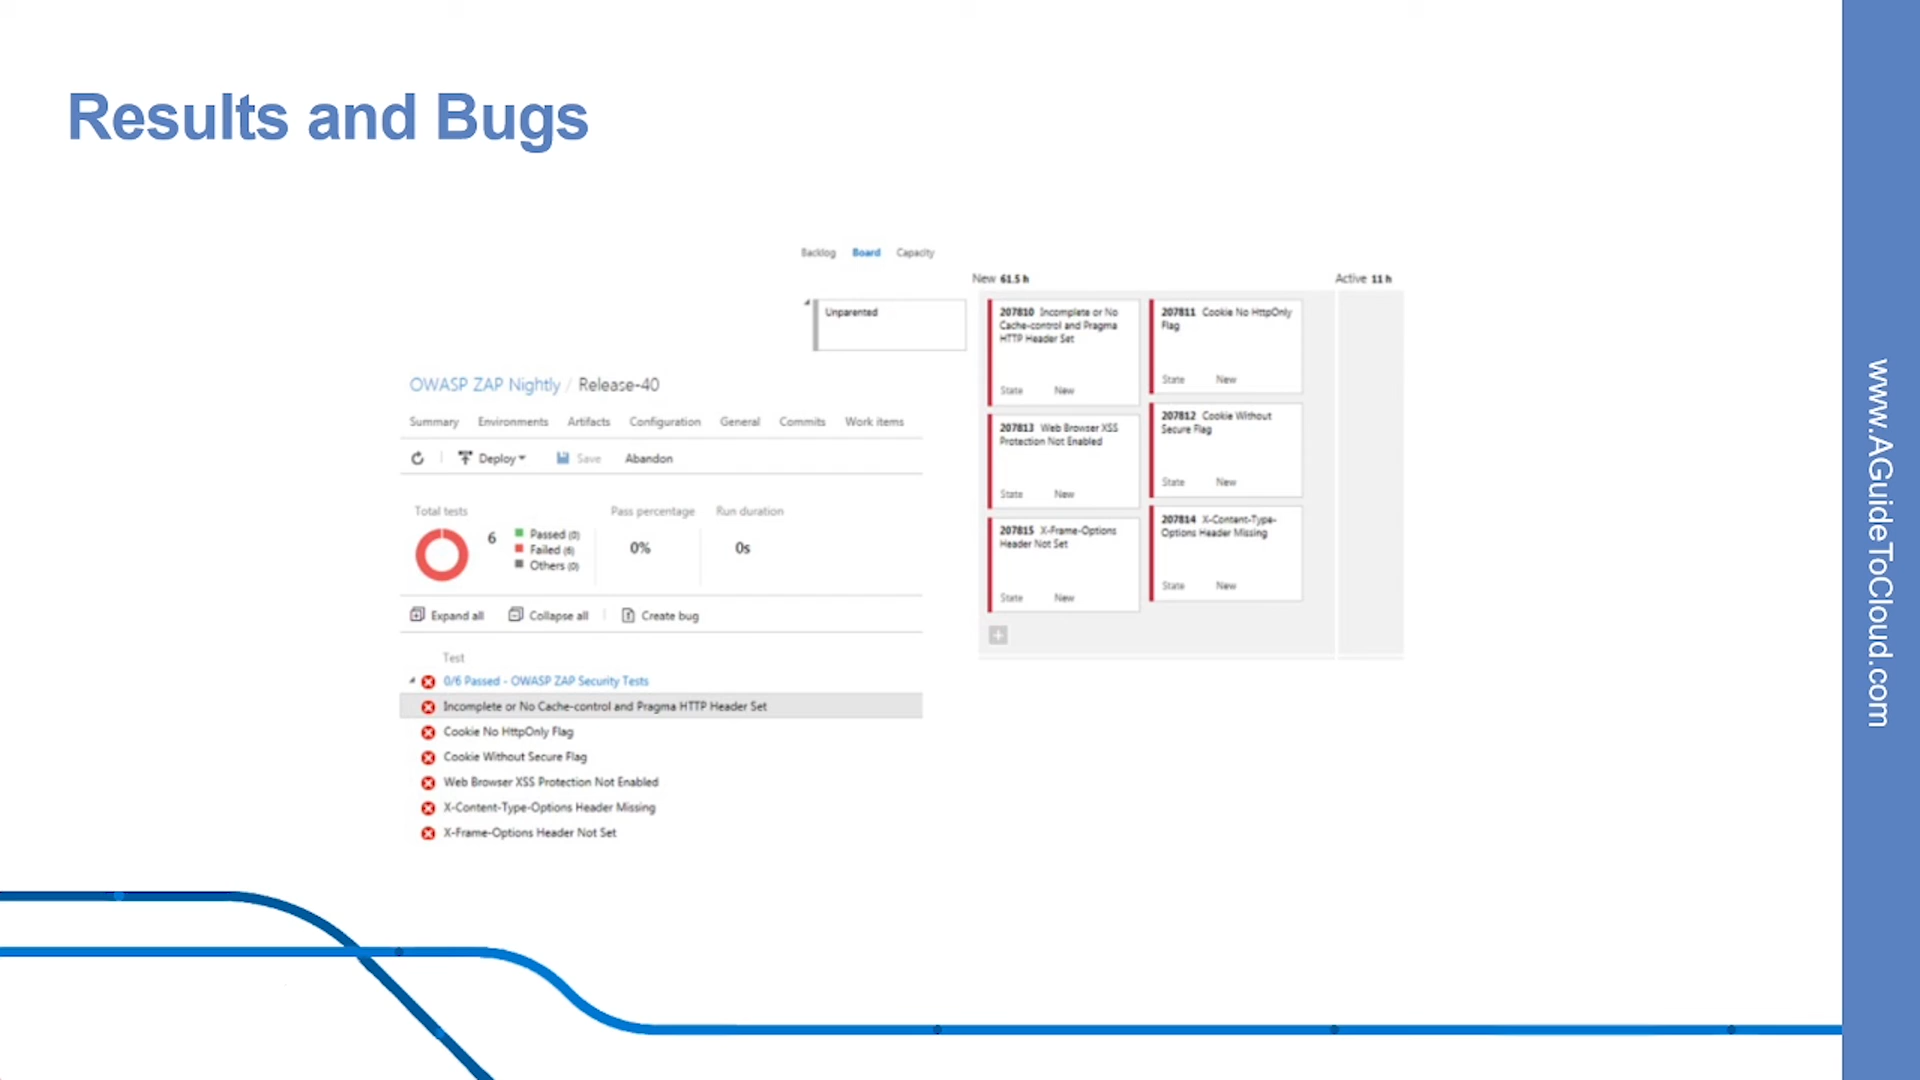 Results and Bugs
Backlog Board Capacity
New 61.5 h
Active 11 h
Unparented
207810 Incomplete or No
Cache-control and Pragma
HTTP Header Set
State New
207811 Cookie No HttpOnly
Flag
State New
207813 Web Browser XSS
Protection Not Enabled
State New
207812 Cookie Without
Secure Flag
State New
207815 X-Frame-Options
Header Not Set
State New
207814 X-Content-Type-
Options Header Missing
State New
OWASP ZAP Nightly / Release-40
Summary Environments Artifacts Configuration General Commits Work items
Deploy Save Abandon
Total tests
6
Passed (0)
Failed (6)
Others (0)
Pass percentage
0%
Run duration
0s
Expand all Collapse all Create bug
Test
0/6 Passed - OWASP ZAP Security Tests
Incomplete or No Cache-control and Pragma HTTP Header Set
Cookie No HttpOnly Flag
Cookie Without Secure Flag
Web Browser XSS Protection Not Enabled
X-Content-Type-Options Header Missing
X-Frame-Options Header Not Set
www.AGuideToCloud.com